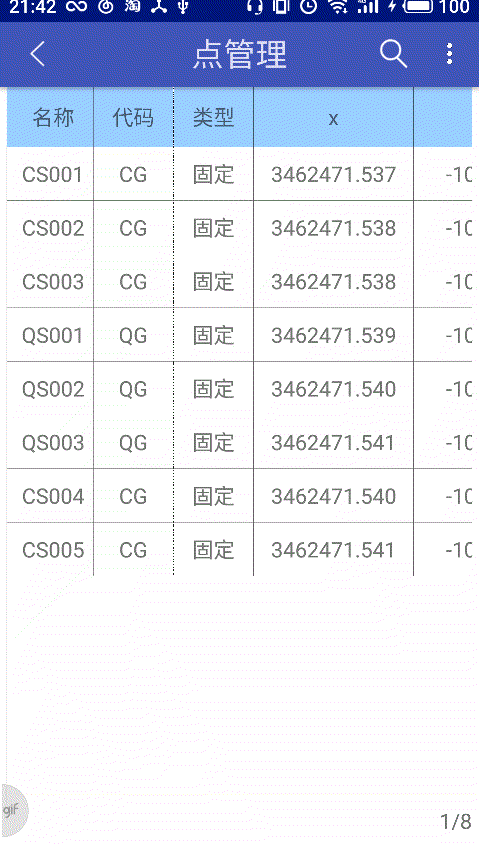 21:42 淘 100
点管理
名称 代码 类型 x
CS001 CG 固定 3462471.537 -10
CS002 CG 固定 3462471.538 -10
CS003 CG 固定 3462471.538 -10
QS001 QG 固定 3462471.539 -10
QS002 QG 固定 3462471.540 -10
QS003 QG 固定 3462471.541 -10
CS004 CG 固定 3462471.540 -10
CS005 CG 固定 3462471.541 -10
gif
1/8